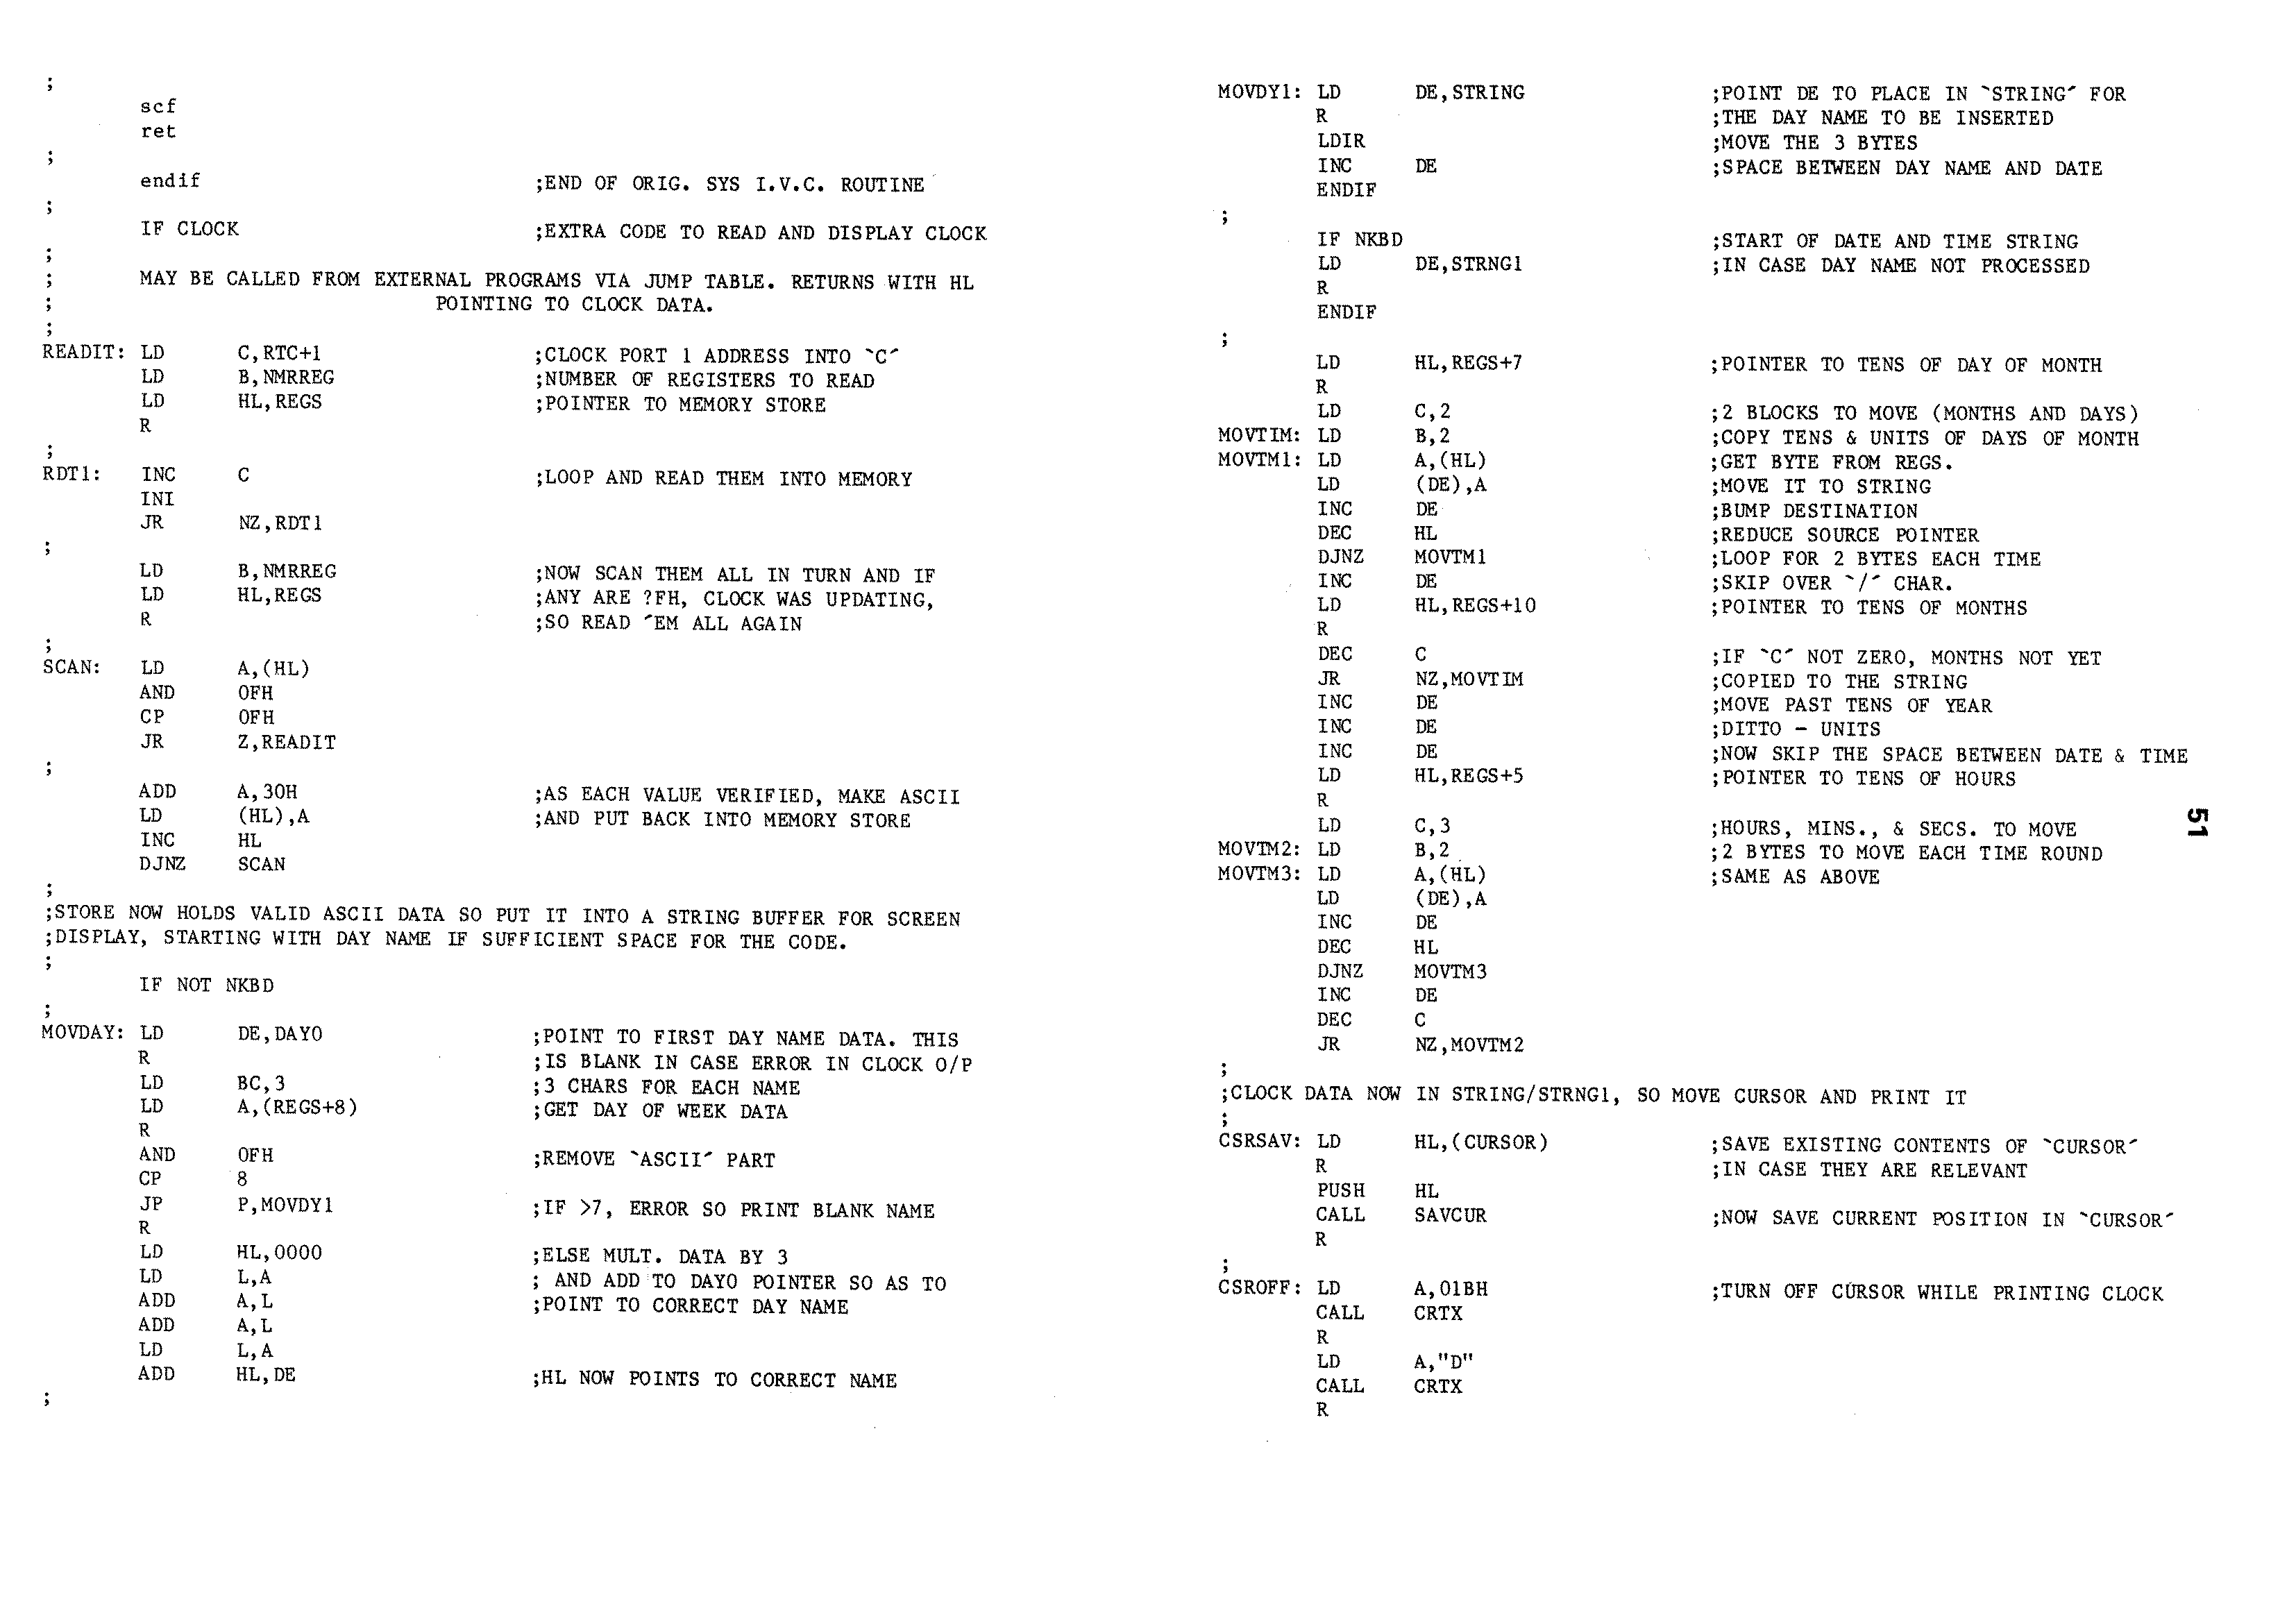 ;
scf
ret
;
endif ;END OF ORIG. SYS I.V.C. ROUTINE
;
IF CLOCK ;EXTRA CODE TO READ AND DISPLAY CLOCK
;
; MAY BE CALLED FROM EXTERNAL PROGRAMS VIA JUMP TABLE. RETURNS WITH HL
; POINTING TO CLOCK DATA.
;
READIT: LD C,RTC+1 ;CLOCK PORT 1 ADDRESS INTO `C´
LD B,NMRREG ;NUMBER OF REGISTERS TO READ
LD HL,REGS ;POINTER TO MEMORY STORE
R
;
RDT1: INC C ;LOOP AND READ THEM INTO MEMORY
INI
JR NZ,RDT1
;
LD B,NMRREG ;NOW SCAN THEM ALL IN TURN AND IF
LD HL,REGS ;ANY ARE ?FH, CLOCK WAS UPDATING,
R ;SO READ ´EM ALL AGAIN
;
SCAN: LD A,(HL)
AND 0FH
CP 0FH
JR Z,READIT
;
ADD A,30H ;AS EACH VALUE VERIFIED, MAKE ASCII
LD (HL),A ;AND PUT BACK INTO MEMORY STORE
INC HL
DJNZ SCAN
;
;STORE NOW HOLDS VALID ASCII DATA SO PUT IT INTO A STRING BUFFER FOR SCREEN
;DISPLAY, STARTING WITH DAY NAME IF SUFFICIENT SPACE FOR THE CODE.
;
IF NOT NKBD
;
MOVDAY: LD DE,DAY0 ;POINT TO FIRST DAY NAME DATA. THIS
R ;IS BLANK IN CASE ERROR IN CLOCK O/P
LD BC,3 ;3 CHARS FOR EACH NAME
LD A,(REGS+8) ;GET DAY OF WEEK DATA
R
AND 0FH ;REMOVE `ASCII´ PART
CP 8
JP P,MOVDY1 ;IF >7, ERROR SO PRINT BLANK NAME
R
LD HL,0000 ;ELSE MULT. DATA BY 3
LD L,A ; AND ADD TO DAY0 POINTER SO AS TO
ADD A,L ;POINT TO CORRECT DAY NAME
ADD A,L
LD L,A
ADD HL,DE ;HL NOW POINTS TO CORRECT NAME
;
MOVDY1: LD DE,STRING ;POINT DE TO PLACE IN `STRING´ FOR
R ;THE DAY NAME TO BE INSERTED
LDIR ;MOVE THE 3 BYTES
INC DE ;SPACE BETWEEN DAY NAME AND DATE
ENDIF
;
IF NKBD ;START OF DATE AND TIME STRING
LD DE,STRNG1 ;IN CASE DAY NAME NOT PROCESSED
R
ENDIF
;
LD HL,REGS+7 ;POINTER TO TENS OF DAY OF MONTH
R
LD C,2 ;2 BLOCKS TO MOVE (MONTHS AND DAYS)
MOVTIM: LD B,2 ;COPY TENS & UNITS OF DAYS OF MONTH
MOVTM1: LD A,(HL) ;GET BYTE FROM REGS.
LD (DE),A ;MOVE IT TO STRING
INC DE ;BUMP DESTINATION
DEC HL ;REDUCE SOURCE POINTER
DJNZ MOVTM1 ;LOOP FOR 2 BYTES EACH TIME
INC DE ;SKIP OVER `/´ CHAR.
LD HL,REGS+10 ;POINTER TO TENS OF MONTHS
R
DEC C ;IF `C´ NOT ZERO, MONTHS NOT YET
JR NZ,MOVTIM ;COPIED TO THE STRING
INC DE ;MOVE PAST TENS OF YEAR
INC DE ;DITTO - UNITS
INC DE ;NOW SKIP THE SPACE BETWEEN DATE & TIME
LD HL,REGS+5 ;POINTER TO TENS OF HOURS
R
LD C,3 ;HOURS, MINS., & SECS. TO MOVE
MOVTM2: LD B,2 ;2 BYTES TO MOVE EACH TIME ROUND
MOVTM3: LD A,(HL) ;SAME AS ABOVE
LD (DE),A
INC DE
DEC HL
DJNZ MOVTM3
INC DE
DEC C
JR NZ,MOVTM2
;
;CLOCK DATA NOW IN STRING/STRNG1, SO MOVE CURSOR AND PRINT IT
;
CSRSAV: LD HL,(CURSOR) ;SAVE EXISTING CONTENTS OF `CURSOR´
R ;IN CASE THEY ARE RELEVANT
PUSH HL
CALL SAVCUR ;NOW SAVE CURRENT POSITION IN `CURSOR´
R
;
CSROFF: LD A,01BH ;TURN OFF CURSOR WHILE PRINTING CLOCK
CALL CRTX
R
LD A,"D"
CALL CRTX
R
51